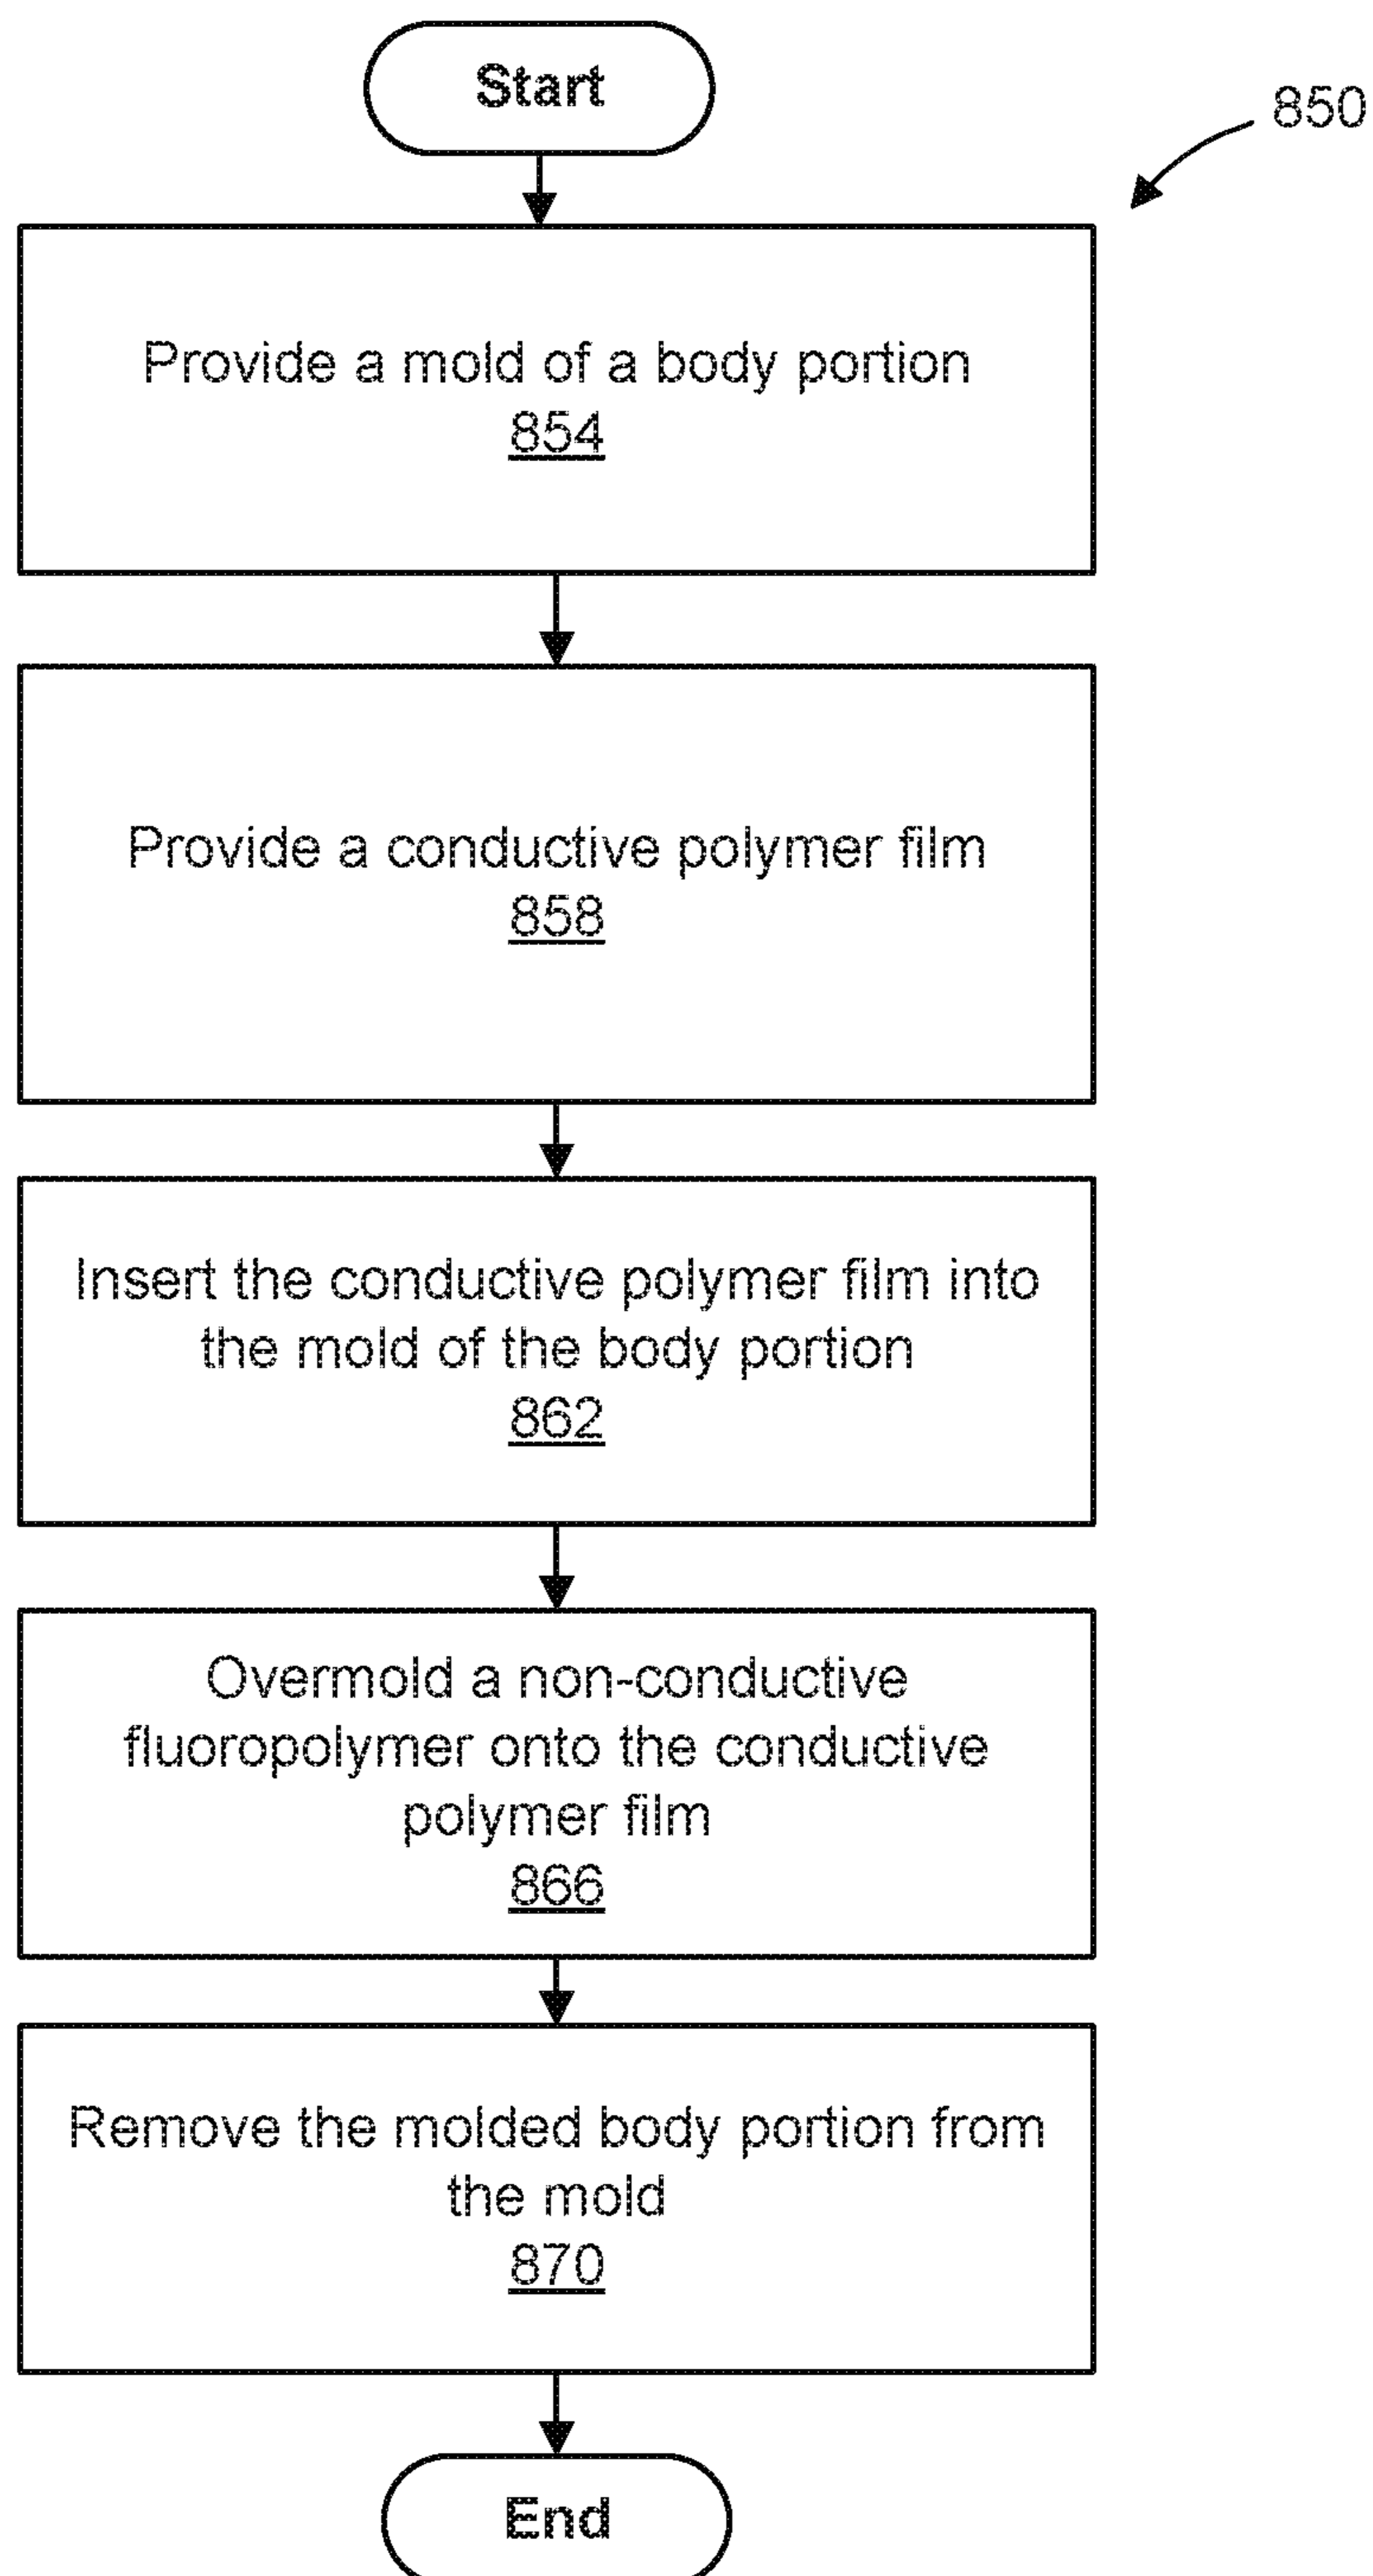 Start
850
Provide a mold of a body portion
854
Provide a conductive polymer film
858
Insert the conductive polymer film into
the mold of the body portion
862
Overmold a non-conductive
fluoropolymer onto the conductive
polymer film
866
Remove the molded body portion from
the mold
870
End